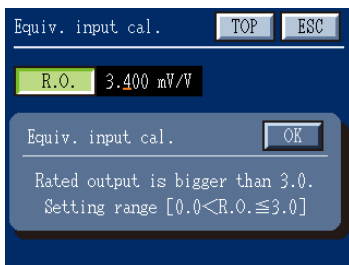 Equiv. input cal. TOP ESC
R.O. 3.400 mV/V
Equiv. input cal. OK
Rated output is bigger than 3.0.
Setting range [0.0<R.O.≦3.0]